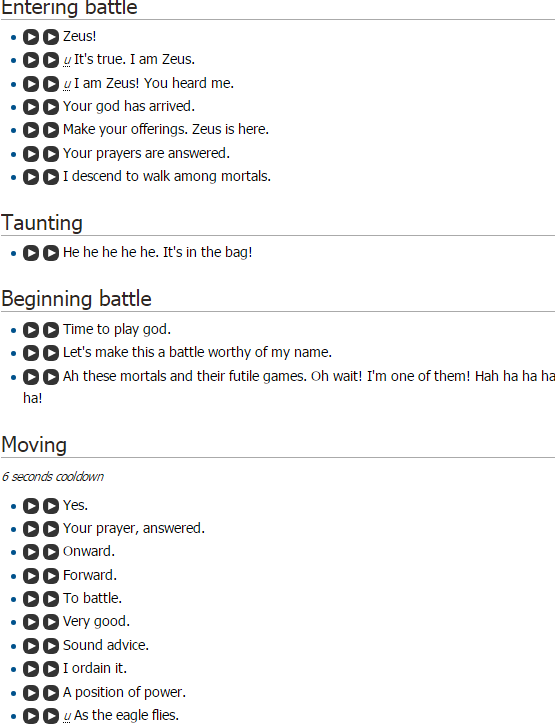 Entering battle
Zeus!
u It's true. I am Zeus.
u I am Zeus! You heard me.
Your god has arrived.
Make your offerings. Zeus is here.
Your prayers are answered.
I descend to walk among mortals.
Taunting
He he he he he. It's in the bag!
Beginning battle
Time to play god.
Let's make this a battle worthy of my name.
Ah these mortals and their futile games. Oh wait! I'm one of them! Hah ha ha ha
ha!
Moving
6 seconds cooldown
Yes.
Your prayer, answered.
Onward.
Forward.
To battle.
Very good.
Sound advice.
I ordain it.
A position of power.
u As the eagle flies.